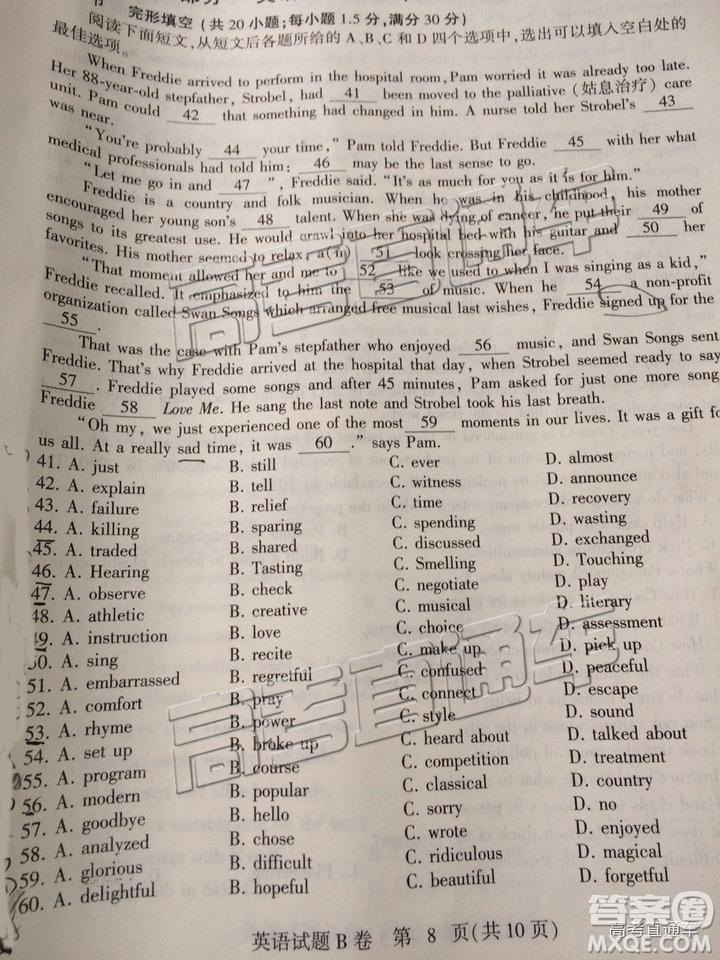 节
完形填空 (共 20 小题; 每小题 1.5 分, 满分 30 分)
阅读下面短文, 从短文后各题所给的 A、B、C 和 D 四个选项中, 选出可以填入空白处的
最佳选项。
When Freddie arrived to perform in the hospital room, Pam worried it was already too late.
Her 88-year-old stepfather, Strobel, had 41 moved to the palliative (姑息治疗) care
unit. Pam could 42 that something had changed in him. A nurse told her Strobel's 43
was near.
"You're probably 44 your time," Pam told Freddie. But Freddie 45 with her what
medical professionals had told him: 46 may be the last sense to go.
"Let me go in and 47 ", Freddie said. "It's as much for you as it is for him."
Freddie is a country and folk musician. When he was in his childhood, his mother
encouraged her young son's 48 talent. When she was dying of cancer, he put their 49 of
songs to its greatest use. He would crawl into her hospital bed with his guitar and 50 her
favorites. His mother seemed to relax, a(n) 51 look crossing her face.
"That moment allowed her and me to 52 like we used to when I was singing as a kid,"
Freddie recalled. It emphasized to him the 53 of music. When he 54 a non-profit
organization called Swan Songs which arranged free musical last wishes, Freddie signed up for the
55 .
That was the case with Pam's stepfather who enjoyed 56 music, and Swan Songs sent
Freddie. That's why Freddie arrived at the hospital that day, when Strobel seemed ready to say
57 . Freddie played some songs and after 45 minutes, Pam asked for just one more song.
Freddie 58 Love Me. He sang the last note and Strobel took his last breath.
"Oh my, we just experienced one of the most 59 moments in our lives. It was a gift for
us all. At a really sad time, it was 60 ." says Pam.
41. A. just B. still C. ever D. almost
42. A. explain B. tell C. witness D. announce
43. A. failure B. relief C. time D. recovery
44. A. killing B. sparing C. spending D. wasting
45. A. traded B. shared C. discussed D. exchanged
46. A. Hearing B. Tasting C. Smelling D. Touching
47. A. observe B. check C. negotiate D. play
48. A. athletic B. creative C. musical D. literary
49. A. instruction B. love C. choice D. assessment
50. A. sing B. recite C. make up D. pick up
51. A. embarrassed B. regretful C. confused D. peaceful
52. A. comfort B. pray C. connect D. escape
53. A. rhyme B. power C. style D. sound
54. A. set up B. broke up C. heard about D. talked about
55. A. program B. course C. competition D. treatment
56. A. modern B. popular C. classical D. country
57. A. goodbye B. hello C. sorry D. no
58. A. analyzed B. chose C. wrote D. enjoyed
59. A. glorious B. difficult C. ridiculous D. magical
60. A. delightful B. hopeful C. beautiful D. forgetful
英语试题 B 卷 第 8 页(共 10 页)
高考直通车
高考直通车
答案圈
高考直通车
MXQE.COM